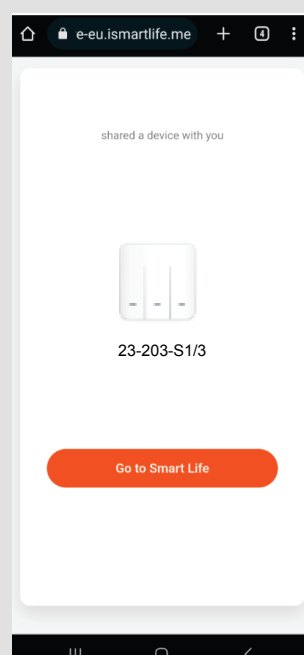 e-eu.ismartlife.me
4
shared a device with you
23-203-S1/3
Go to Smart Life